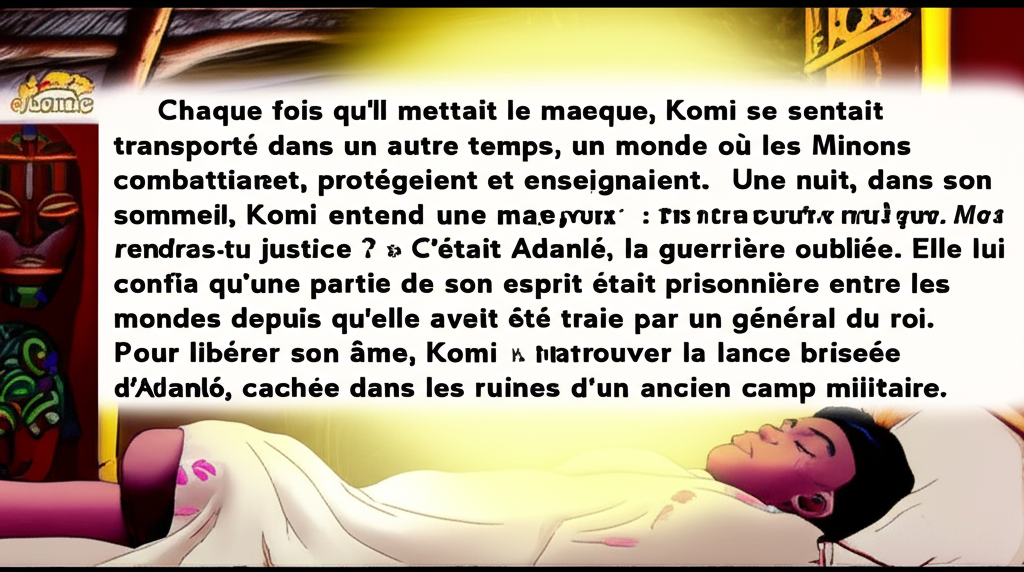 Chaque fois qu'Il mettait le maeque, Komi se sentait
transporté dans un autre temps, un monde où les Minons
combattiaret, protégeient et enseignaient. Une nuit, dans son
sommeil, Komi entend une :
rendras-tu justice ? » C'était Adanlé, la guerrière oubliée. Elle lui
confia qu'une partie de son esprit était prisonnière entre les
mondes depuis qu'elle aveit été traie par un général du roi.
Pour libérer son âme, Komi la lance briseée
d'Adanló, cachée dans les ruines d'un ancien camp miiitaire.